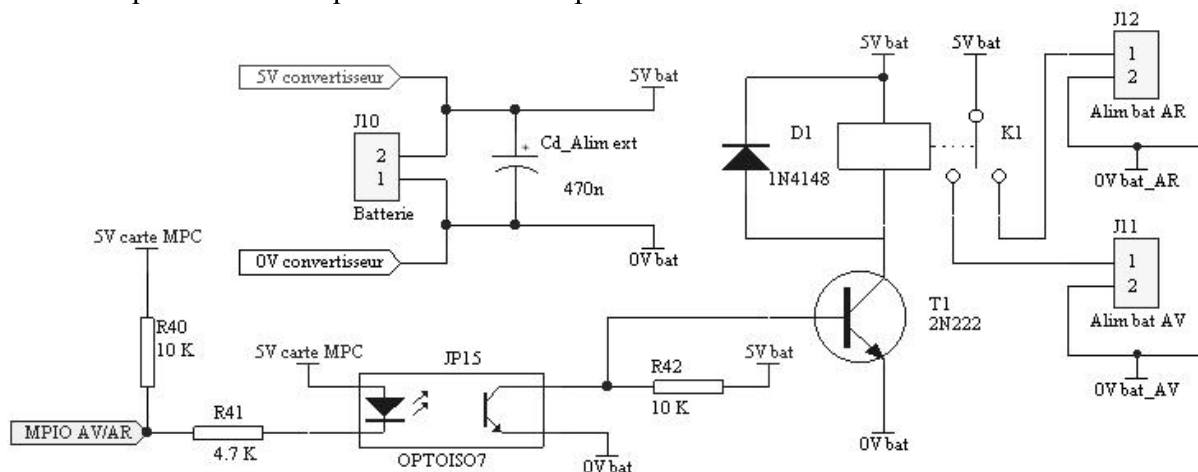 J12
5V bat
5V bat
5V convertisseur
5V bat
1
2
J10
D1
K1
Alim bat AR
Cd_Alim ext
2
+
1
1N4148
470n
0V bat_AR
Batterie
J11
5V carte MPC
0V convertisseur
0V bat
1
2
T1
2N222
R40
10 K
Alim bat AV
5V carte MPC
JP15
5V bat
R42
0V bat_AV
R41
10 K
MPIO AV/AR
4.7 K
OPTOISO7
0V bat
0V bat